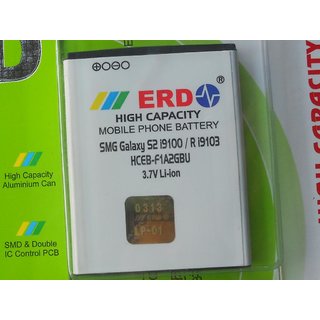 ERD®
HIGH CAPACITY
MOBILE PHONE BATTERY
SMG Galaxy S2 i9100 / R i9103
HCEB-F1A2GBU
3.7V Li-ion
0313
ERD
LP-01
High Capacity
Aluminium Can
SMD & Double
IC Control PCB